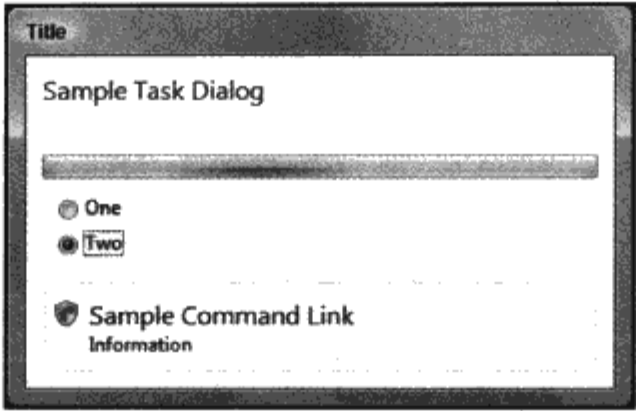 Title
Sample Task Dialog
One
Two
Sample Command Link
Information